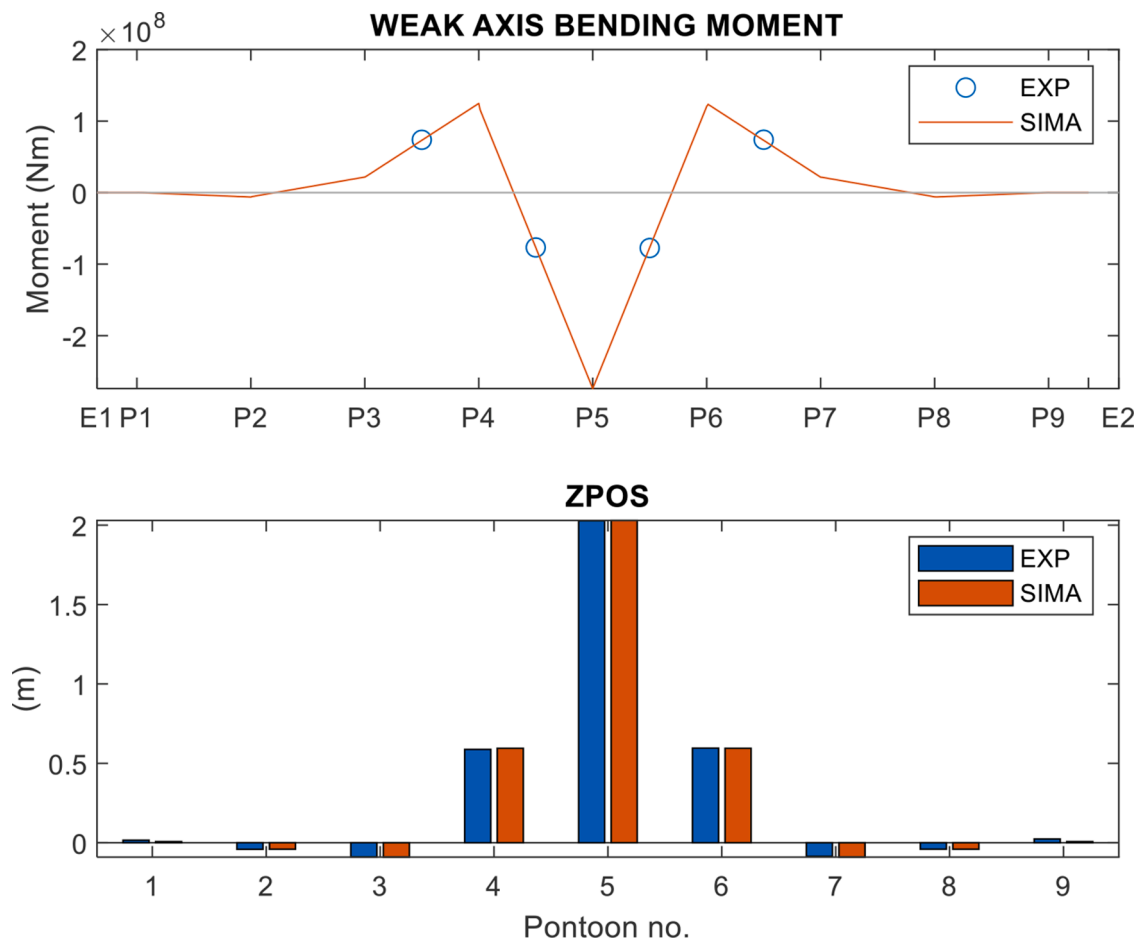 WEAK AXIS BENDING MOMENT
×10⁸
2
1
0
-1
-2
Moment (Nm)
EXP
SIMA
E1 P1 P2 P3 P4 P5 P6 P7 P8 P9 E2
ZPOS
2
1.5
1
0.5
0
(m)
EXP
SIMA
1 2 3 4 5 6 7 8 9
Pontoon no.